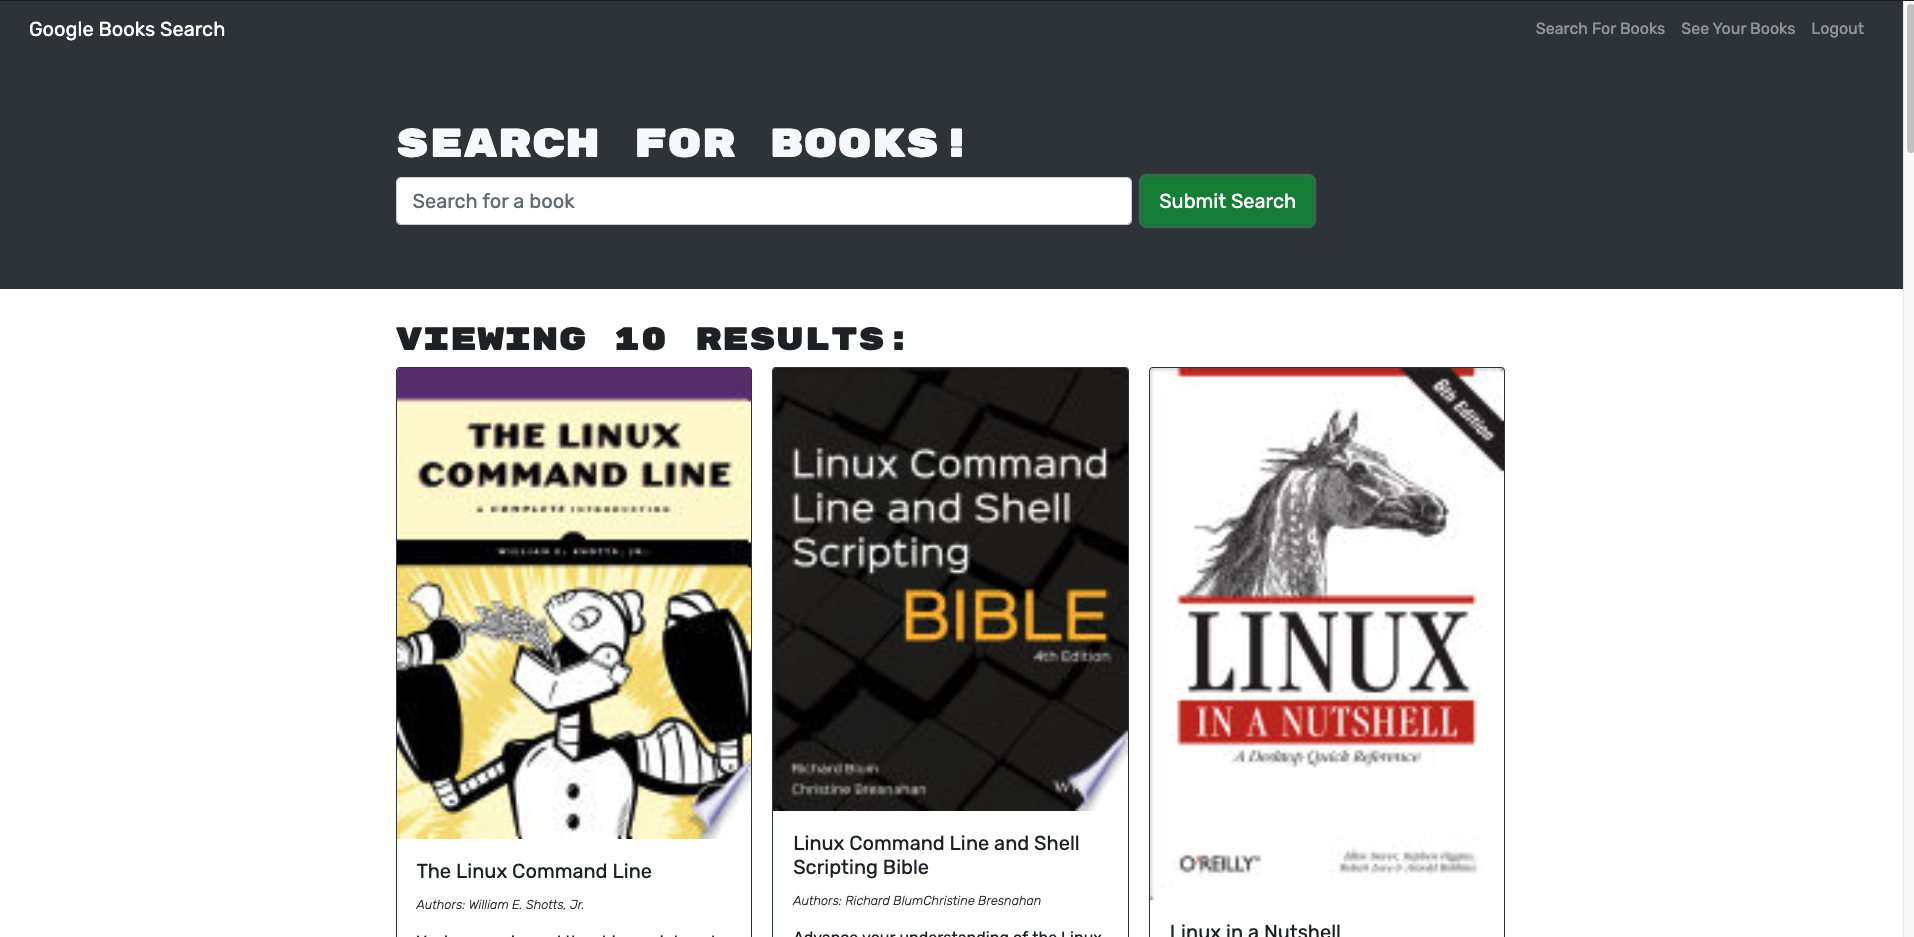 Google Books Search
Search For Books See Your Books Logout
SEARCH FOR BOOKS!
Search for a book
Submit Search
VIEWING 10 RESULTS:
THE LINUX
COMMAND LINE
A COMPLETE INTRODUCTION
WILLIAM E. SHOTTS, JR.
The Linux Command Line
Authors: William E. Shotts, Jr.
Linux Command
Line and Shell
Scripting
BIBLE
4th Edition
Richard Blum
Christine Bresnahan
Linux Command Line and Shell
Scripting Bible
Authors: Richard BlumChristine Bresnahan
Advance your understanding of the Linux
6th Edition
LINUX
IN A NUTSHELL
A Desktop Quick Reference
O'REILLY
Linux in a Nutshell